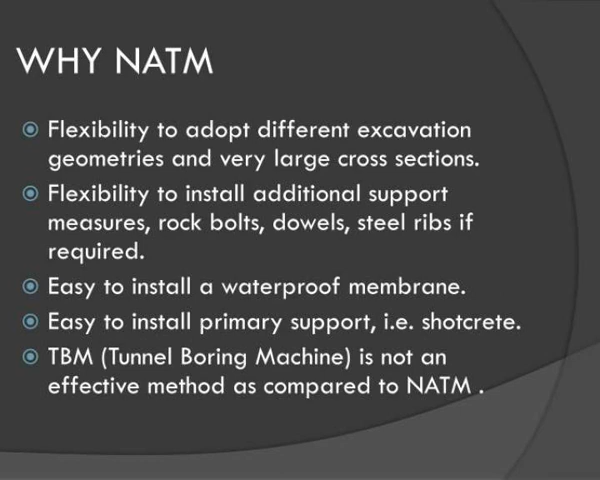 WHY NATM
Flexibility to adopt different excavation
geometries and very large cross sections.
Flexibility to install additional support
measures, rock bolts, dowels, steel ribs if
required.
Easy to install a waterproof membrane.
Easy to install primary support, i.e. shotcrete.
TBM (Tunnel Boring Machine) is not an
effective method as compared to NATM .